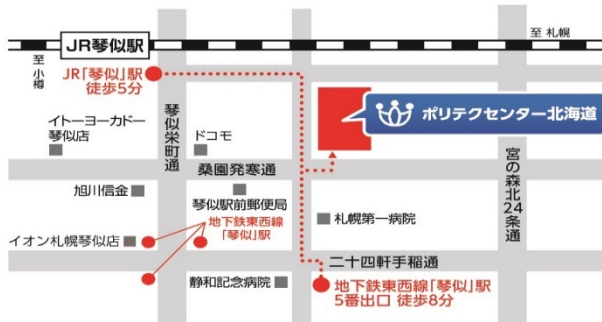 至 札幌
JR琴似駅
至 小樽
JR「琴似」駅
徒歩5分
イトーヨーカドー
琴似店
琴似栄町通
ドコモ
ポリテクセンター北海道
桑園発寒通
宮の森北24条通
旭川信金
琴似駅前郵便局
地下鉄東西線
「琴似」駅
札幌第一病院
イオン札幌琴似店
二十四軒手稲通
静和記念病院
地下鉄東西線「琴似」駅
5番出口 徒歩8分